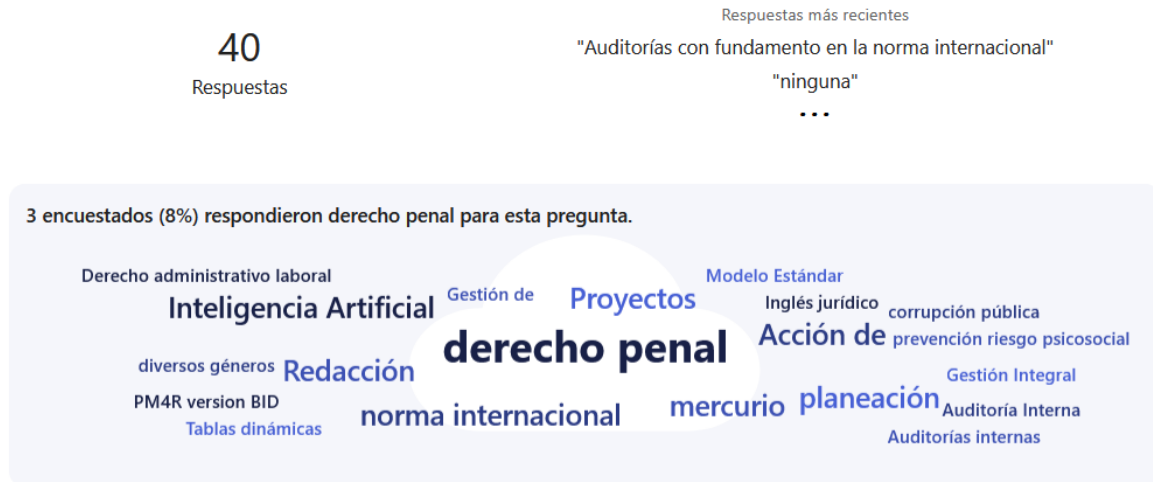 40
Respuestas
Respuestas más recientes
"Auditorías con fundamento en la norma internacional"
"ninguna"
...
3 encuestados (8%) respondieron derecho penal para esta pregunta.
Derecho administrativo laboral
Modelo Estándar
Inteligencia Artificial
Gestión de
Proyectos
Inglés jurídico
corrupción pública
derecho penal
Acción de
prevención riesgo psicosocial
diversos géneros
Redacción
Gestión Integral
PM4R version BID
norma internacional
mercurio
planeación
Auditoría Interna
Tablas dinámicas
Auditorías internas